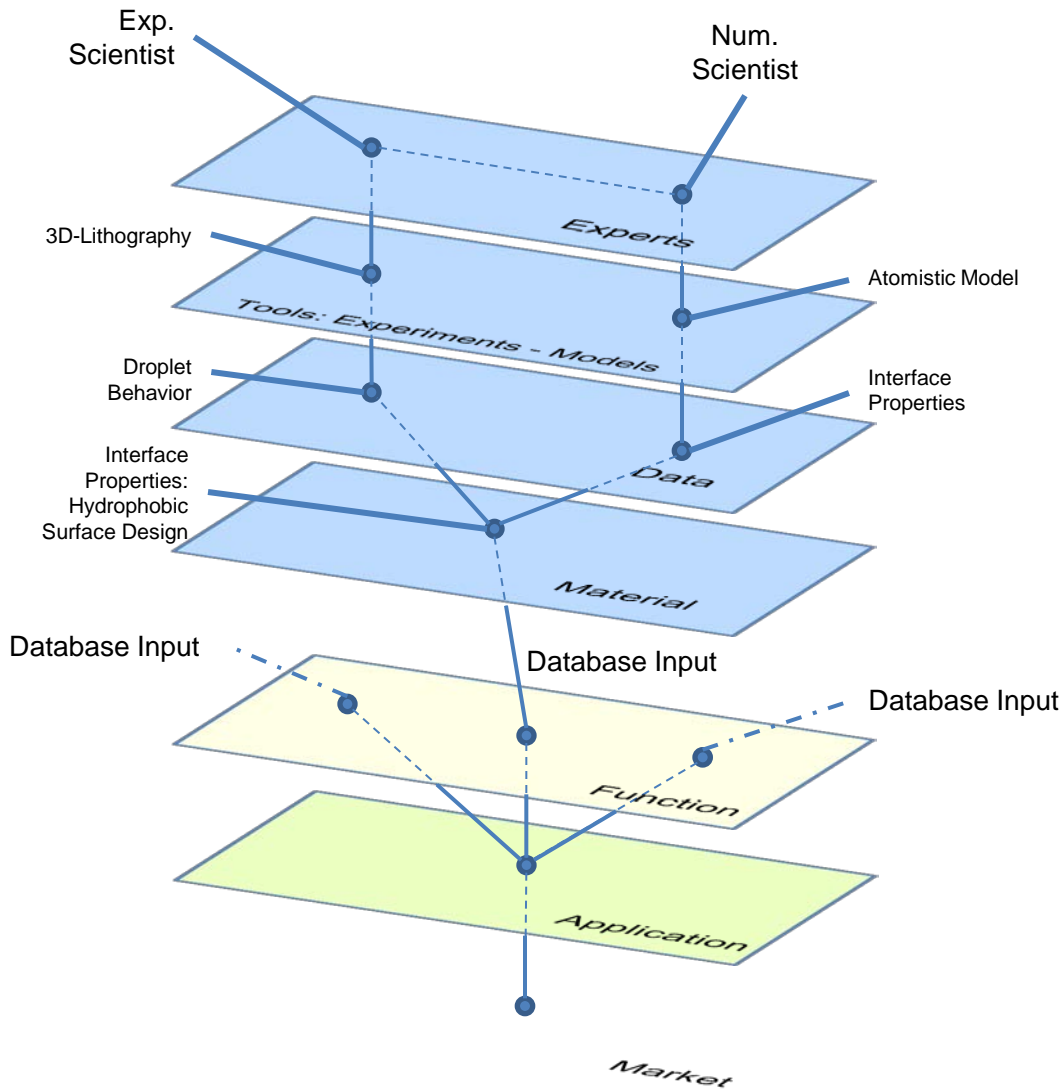 Exp.
Scientist
Num.
Scientist
Experts
3D-Lithography
Atomistic Model
Tools: Experiments - Models
Droplet
Behavior
Interface
Properties
Data
Interface
Properties:
Hydrophobic
Surface Design
Material
Database Input
Database Input
Database Input
Function
Application
Market